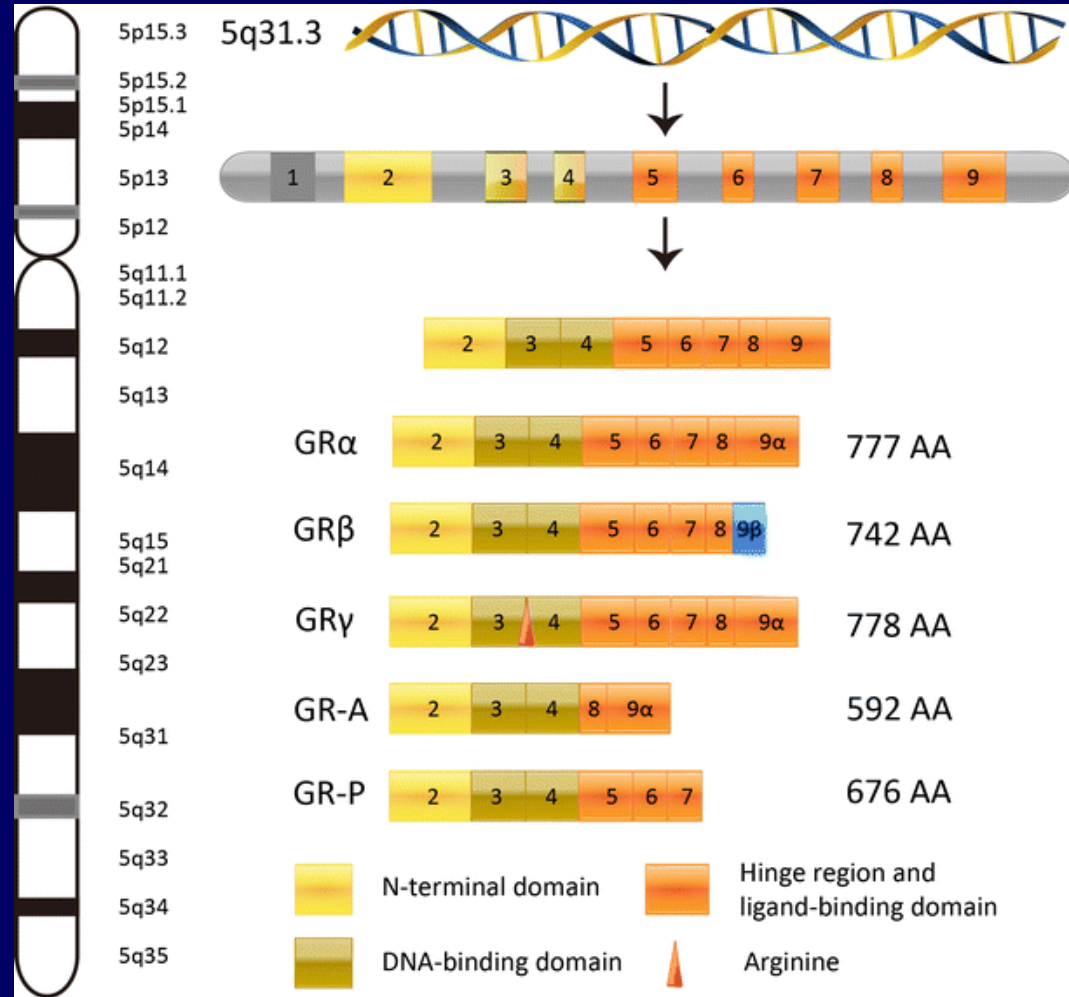 5p15.3
5p15.2
5p15.1
5p14
5p13
5p12
5q11.1
5q11.2
5q12
5q13
5q14
5q15
5q21
5q22
5q23
5q31
5q32
5q33
5q34
5q35
5q31.3
1 2 3 4 5 6 7 8 9
2 3 4 5 6 7 8 9
GRα 2 3 4 5 6 7 8 9α 777 AA
GRβ 2 3 4 5 6 7 8 9β 742 AA
GRγ 2 3 4 5 6 7 8 9α 778 AA
GR-A 2 3 4 8 9α 592 AA
GR-P 2 3 4 5 6 7 676 AA
N-terminal domain
Hinge region and
ligand-binding domain
DNA-binding domain
Arginine